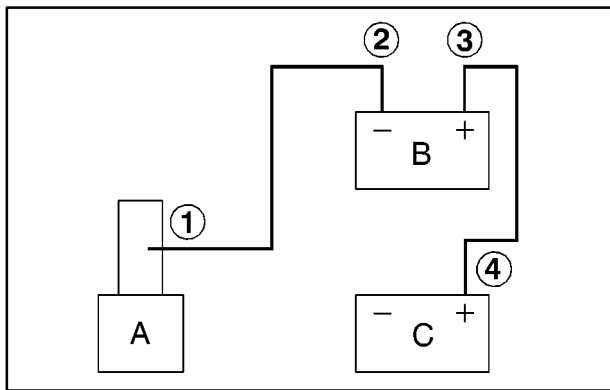 ② ③
− +
B
①
④
A
− +
C